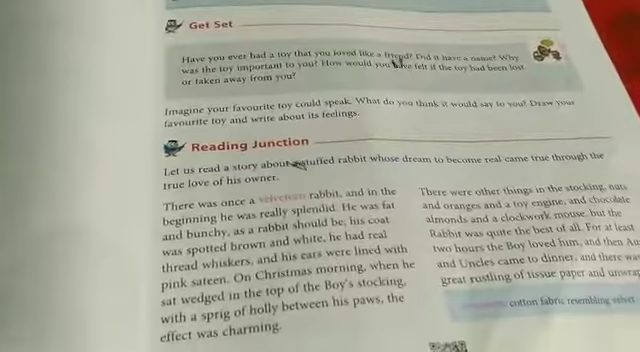 Get Set
Have you ever had a toy that you loved like a friend? Did it have a name? Why
was the toy important to you? How would you have felt if the toy had been lost
or taken away from you?
Imagine your favourite toy could speak. What do you think it would say to you? Draw your
favourite toy and write about its feelings.
Reading Junction
Let us read a story about a stuffed rabbit whose dream to become real came true through the
true love of his owner.
There was once a velveteen rabbit, and in the
beginning he was really splendid. He was fat
and bunchy, as a rabbit should be; his coat
was spotted brown and white, he had real
thread whiskers, and his ears were lined with
pink sateen. On Christmas morning, when he
sat wedged in the top of the Boy's stocking,
with a sprig of holly between his paws, the
effect was charming.
There were other things in the stocking, nuts
and oranges and a toy engine, and chocolate
almonds and a clockwork mouse, but the
Rabbit was quite the best of all. For at least
two hours the Boy loved him, and then Au
and Uncles came to dinner, and there was
great rustling of tissue paper and unwrap
cotton fabric resembling velvet